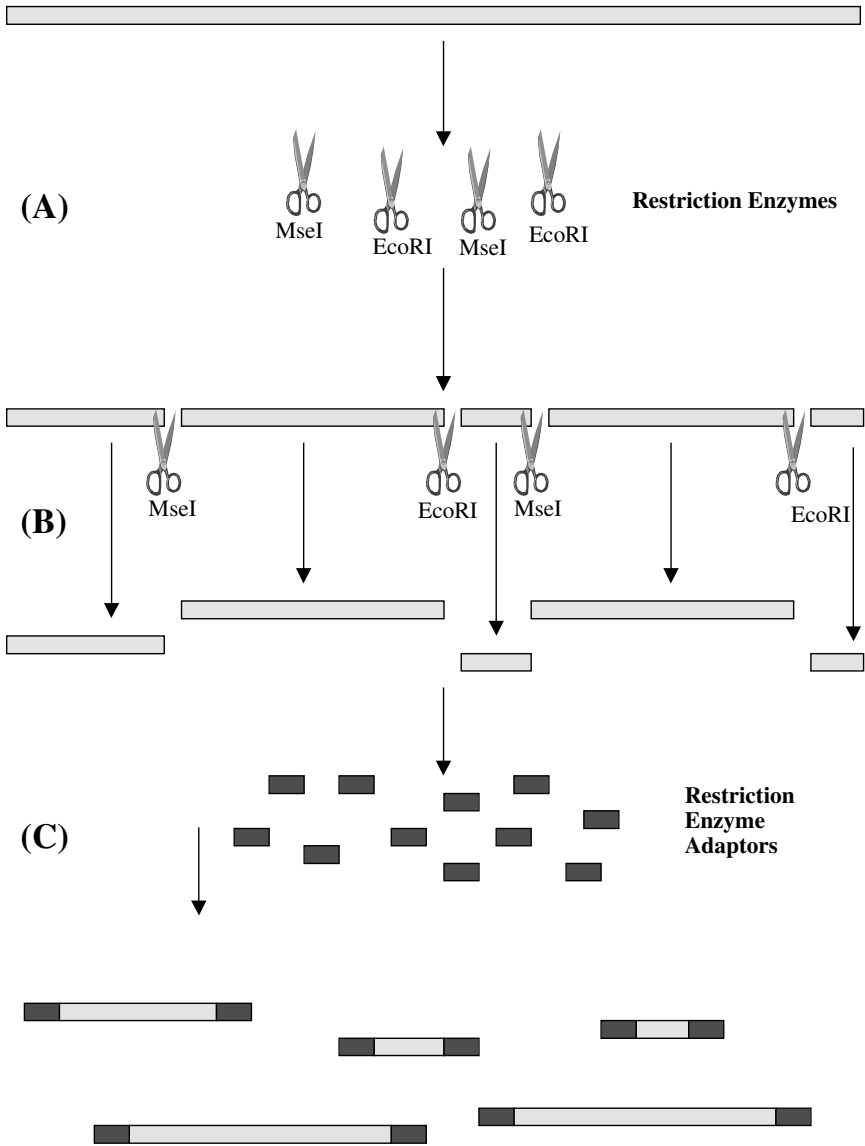 (A)
MseI
EcoRI
MseI
EcoRI
Restriction Enzymes
(B)
MseI
EcoRI
MseI
EcoRI
(C)
Restriction
Enzyme
Adaptors